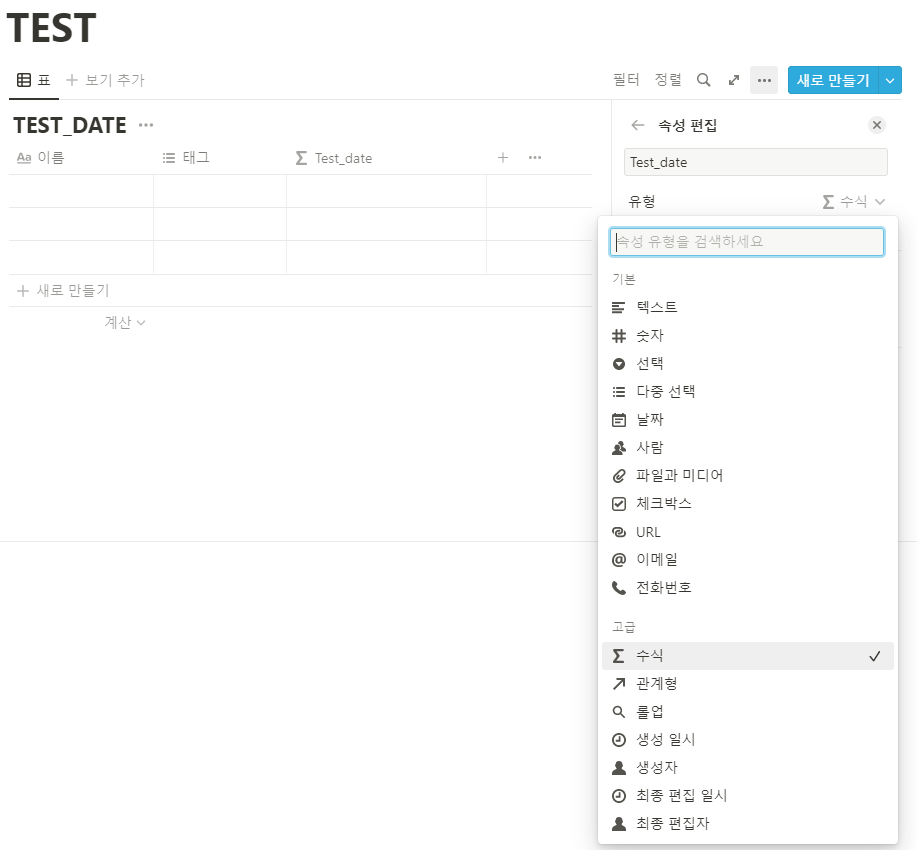 TEST
표 보기 추가 필터 정렬 새로 만들기
TEST_DATE
속성 편집
Aa 이름 태그 Test_date
Test_date
유형 수식
속성 유형을 검색하세요
기본
텍스트
숫자
선택
다중 선택
날짜
사람
파일과 미디어
체크박스
URL
이메일
전화번호
고급
수식
관계형
롤업
생성 일시
생성자
최종 편집 일시
최종 편집자
새로 만들기
계산